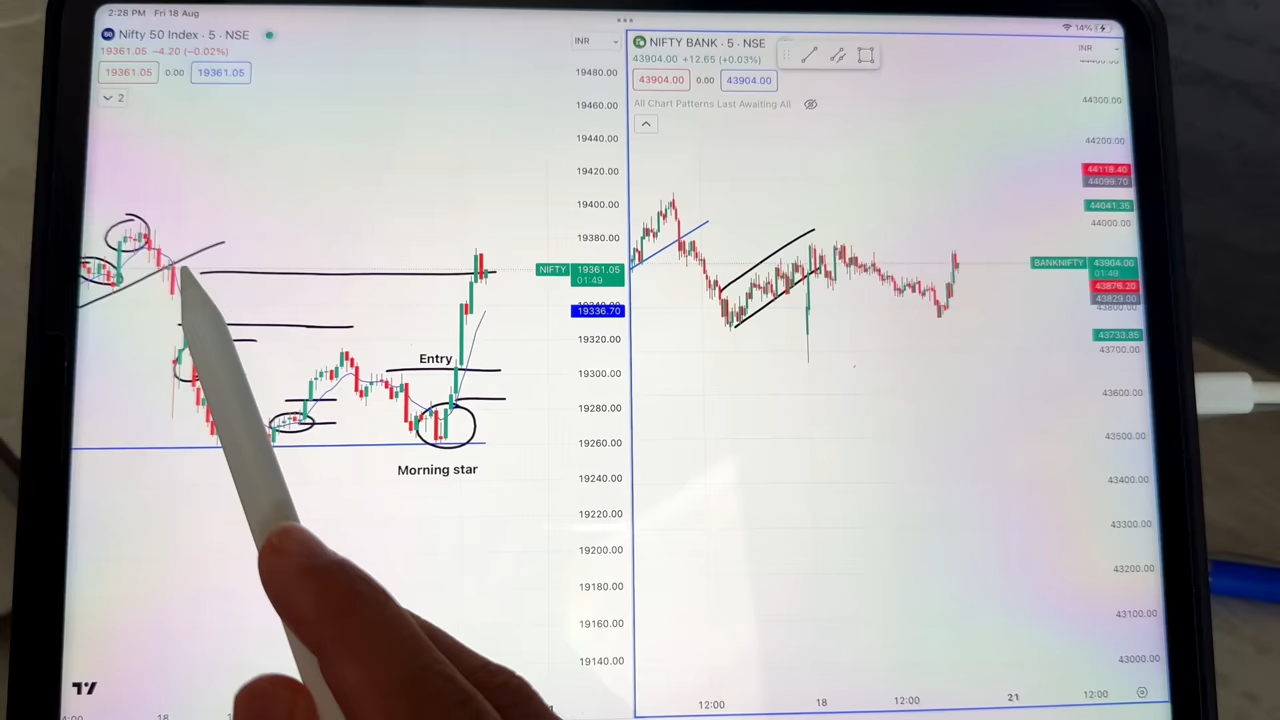 2:28 PM Fri 18 Aug
14%
Nifty 50 Index · 5 · NSE
19361.05 −4.20 (−0.02%)
19361.05 0.00 19361.05
2
INR
19480.00
19460.00
19440.00
19420.00
19400.00
19380.00
NIFTY 19361.05
01:49
19336.70
19320.00
19300.00
19280.00
19260.00
19240.00
19220.00
19200.00
19180.00
19160.00
19140.00
Entry
Morning star
18
NIFTY BANK · 5 · NSE
43904.00 +12.65 (+0.03%)
43904.00 0.00 43904.00
All Chart Patterns Last Awaiting All
INR
44300.00
44200.00
44118.40
44099.70
44041.35
44000.00
BANKNIFTY 43904.00
01:49
43876.20
43829.00
43800.00
43733.85
43700.00
43600.00
43500.00
43400.00
43300.00
43200.00
43100.00
43000.00
12:00 18 12:00 21 12:00